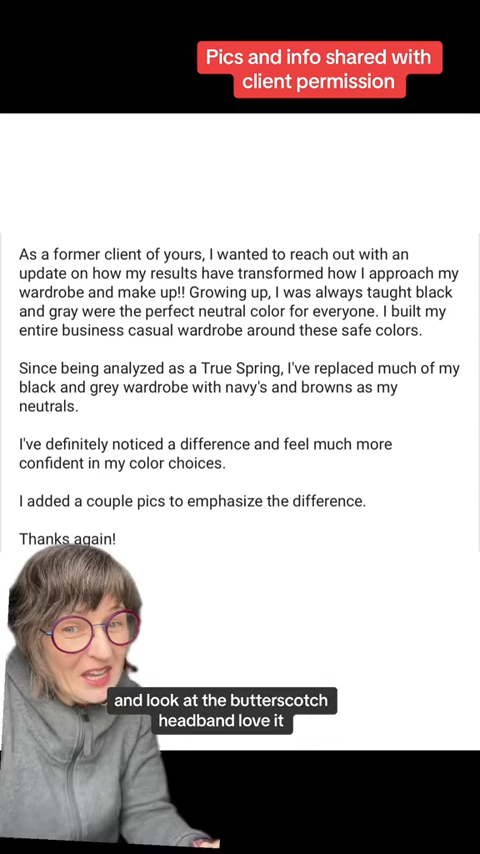 Pics and info shared with
client permission
As a former client of yours, I wanted to reach out with an
update on how my results have transformed how I approach my
wardrobe and make up!! Growing up, I was always taught black
and gray were the perfect neutral color for everyone. I built my
entire business casual wardrobe around these safe colors.
Since being analyzed as a True Spring, I've replaced much of my
black and grey wardrobe with navy's and browns as my
neutrals.
I've definitely noticed a difference and feel much more
confident in my color choices.
I added a couple pics to emphasize the difference.
Thanks again!
and look at the butterscotch
headband love it